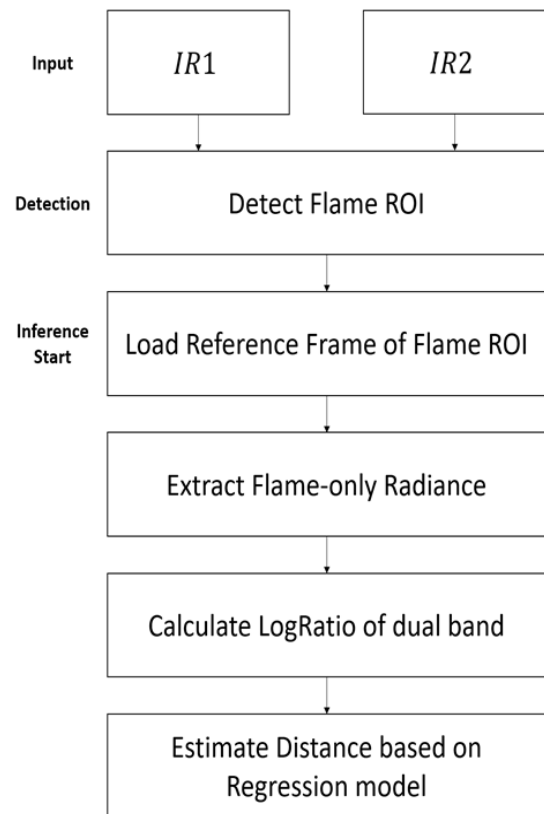 Input
IR1
IR2
Detection
Detect Flame ROI
Inference
Start
Load Reference Frame of Flame ROI
Extract Flame-only Radiance
Calculate LogRatio of dual band
Estimate Distance based on
Regression model